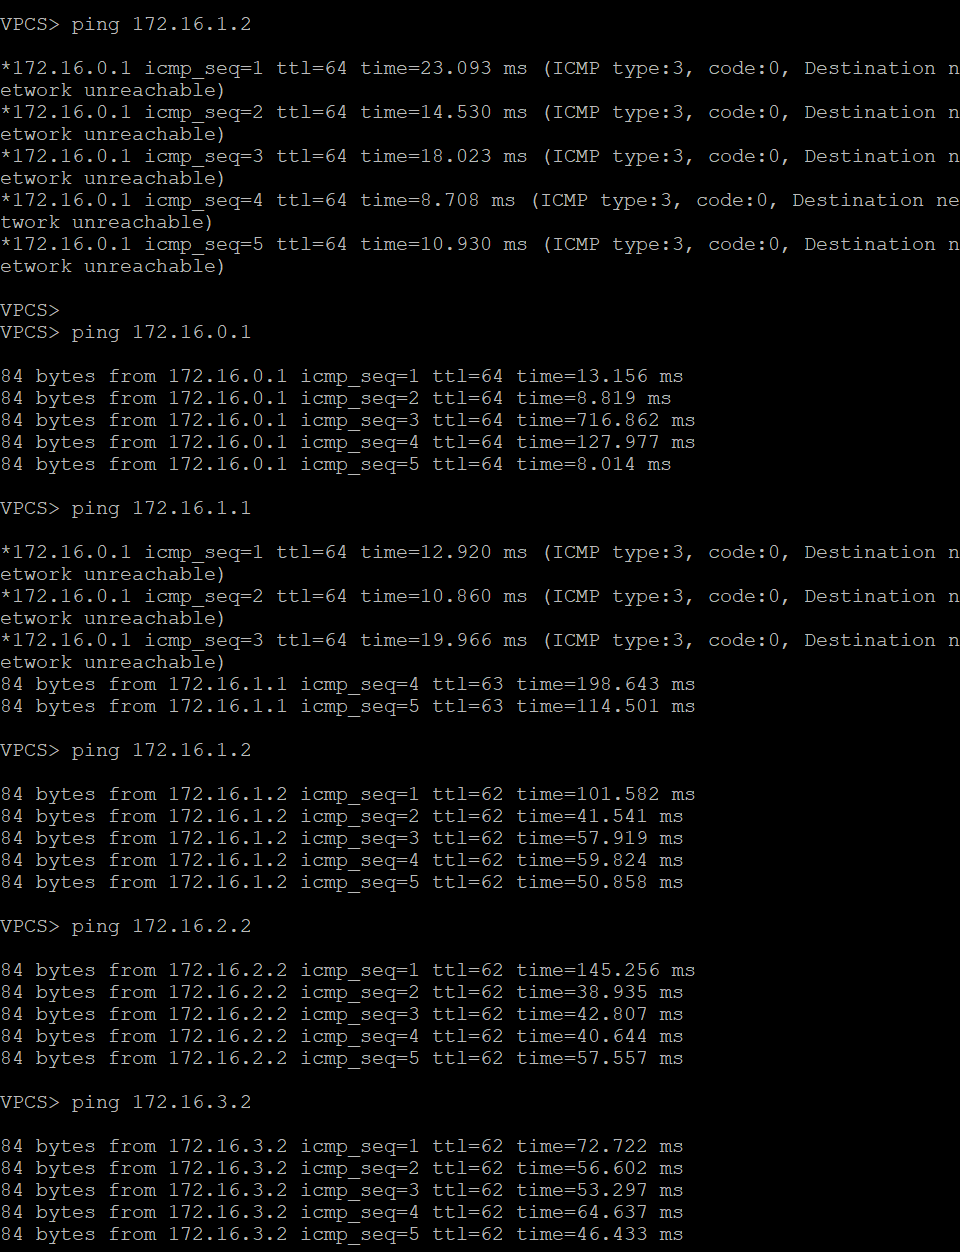 VPCS> ping 172.16.1.2
*172.16.0.1 icmp_seq=1 ttl=64 time=23.093 ms (ICMP type:3, code:0, Destination n
etwork unreachable)
*172.16.0.1 icmp_seq=2 ttl=64 time=14.530 ms (ICMP type:3, code:0, Destination n
etwork unreachable)
*172.16.0.1 icmp_seq=3 ttl=64 time=18.023 ms (ICMP type:3, code:0, Destination n
etwork unreachable)
*172.16.0.1 icmp_seq=4 ttl=64 time=8.708 ms (ICMP type:3, code:0, Destination ne
twork unreachable)
*172.16.0.1 icmp_seq=5 ttl=64 time=10.930 ms (ICMP type:3, code:0, Destination n
etwork unreachable)
VPCS>
VPCS> ping 172.16.0.1
84 bytes from 172.16.0.1 icmp_seq=1 ttl=64 time=13.156 ms
84 bytes from 172.16.0.1 icmp_seq=2 ttl=64 time=8.819 ms
84 bytes from 172.16.0.1 icmp_seq=3 ttl=64 time=716.862 ms
84 bytes from 172.16.0.1 icmp_seq=4 ttl=64 time=127.977 ms
84 bytes from 172.16.0.1 icmp_seq=5 ttl=64 time=8.014 ms
VPCS> ping 172.16.1.1
*172.16.0.1 icmp_seq=1 ttl=64 time=12.920 ms (ICMP type:3, code:0, Destination n
etwork unreachable)
*172.16.0.1 icmp_seq=2 ttl=64 time=10.860 ms (ICMP type:3, code:0, Destination n
etwork unreachable)
*172.16.0.1 icmp_seq=3 ttl=64 time=19.966 ms (ICMP type:3, code:0, Destination n
etwork unreachable)
84 bytes from 172.16.1.1 icmp_seq=4 ttl=63 time=198.643 ms
84 bytes from 172.16.1.1 icmp_seq=5 ttl=63 time=114.501 ms
VPCS> ping 172.16.1.2
84 bytes from 172.16.1.2 icmp_seq=1 ttl=62 time=101.582 ms
84 bytes from 172.16.1.2 icmp_seq=2 ttl=62 time=41.541 ms
84 bytes from 172.16.1.2 icmp_seq=3 ttl=62 time=57.919 ms
84 bytes from 172.16.1.2 icmp_seq=4 ttl=62 time=59.824 ms
84 bytes from 172.16.1.2 icmp_seq=5 ttl=62 time=50.858 ms
VPCS> ping 172.16.2.2
84 bytes from 172.16.2.2 icmp_seq=1 ttl=62 time=145.256 ms
84 bytes from 172.16.2.2 icmp_seq=2 ttl=62 time=38.935 ms
84 bytes from 172.16.2.2 icmp_seq=3 ttl=62 time=42.807 ms
84 bytes from 172.16.2.2 icmp_seq=4 ttl=62 time=40.644 ms
84 bytes from 172.16.2.2 icmp_seq=5 ttl=62 time=57.557 ms
VPCS> ping 172.16.3.2
84 bytes from 172.16.3.2 icmp_seq=1 ttl=62 time=72.722 ms
84 bytes from 172.16.3.2 icmp_seq=2 ttl=62 time=56.602 ms
84 bytes from 172.16.3.2 icmp_seq=3 ttl=62 time=53.297 ms
84 bytes from 172.16.3.2 icmp_seq=4 ttl=62 time=64.637 ms
84 bytes from 172.16.3.2 icmp_seq=5 ttl=62 time=46.433 ms